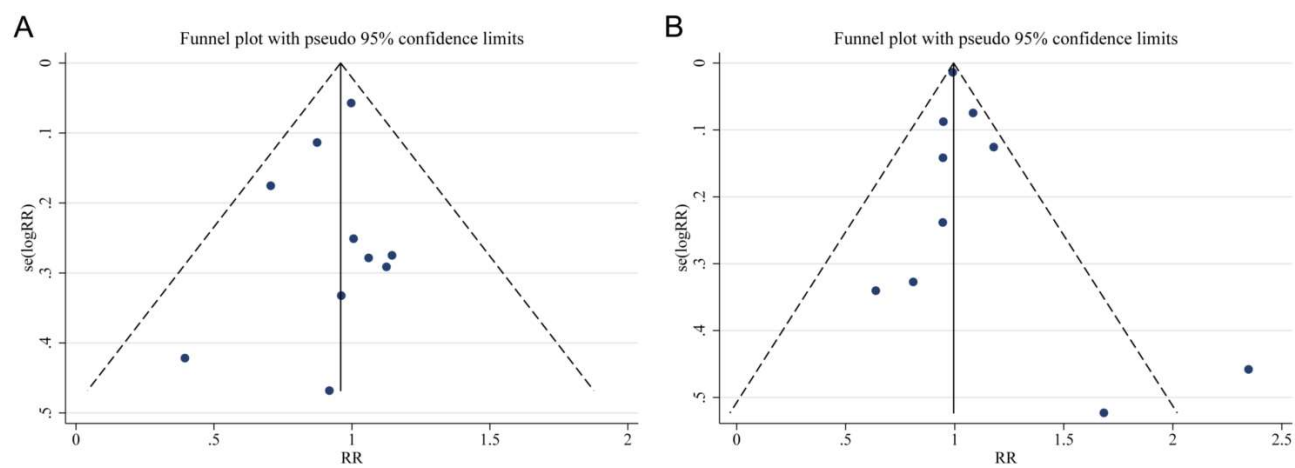 A
Funnel plot with pseudo 95% confidence limits
se(logRR)
0
.1
.2
.3
.4
.5
0 .5 1 1.5 2
RR
B
Funnel plot with pseudo 95% confidence limits
se(logRR)
0
.1
.2
.3
.4
.5
0 .5 1 1.5 2 2.5
RR